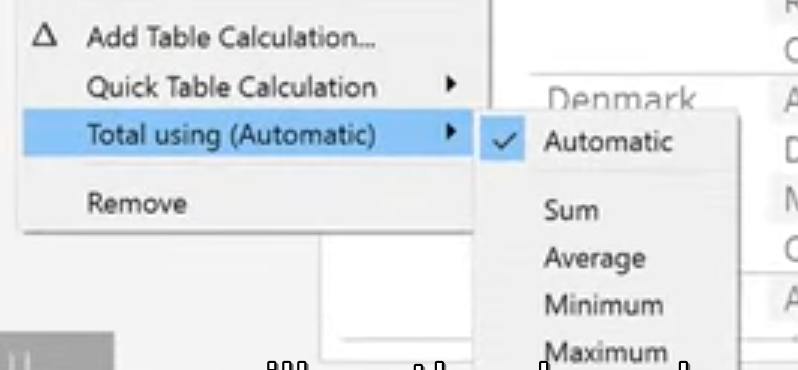 Add Table Calculation...
Quick Table Calculation
Total using (Automatic)
Remove
Denmark
Automatic
Sum
Average
Minimum
Maximum